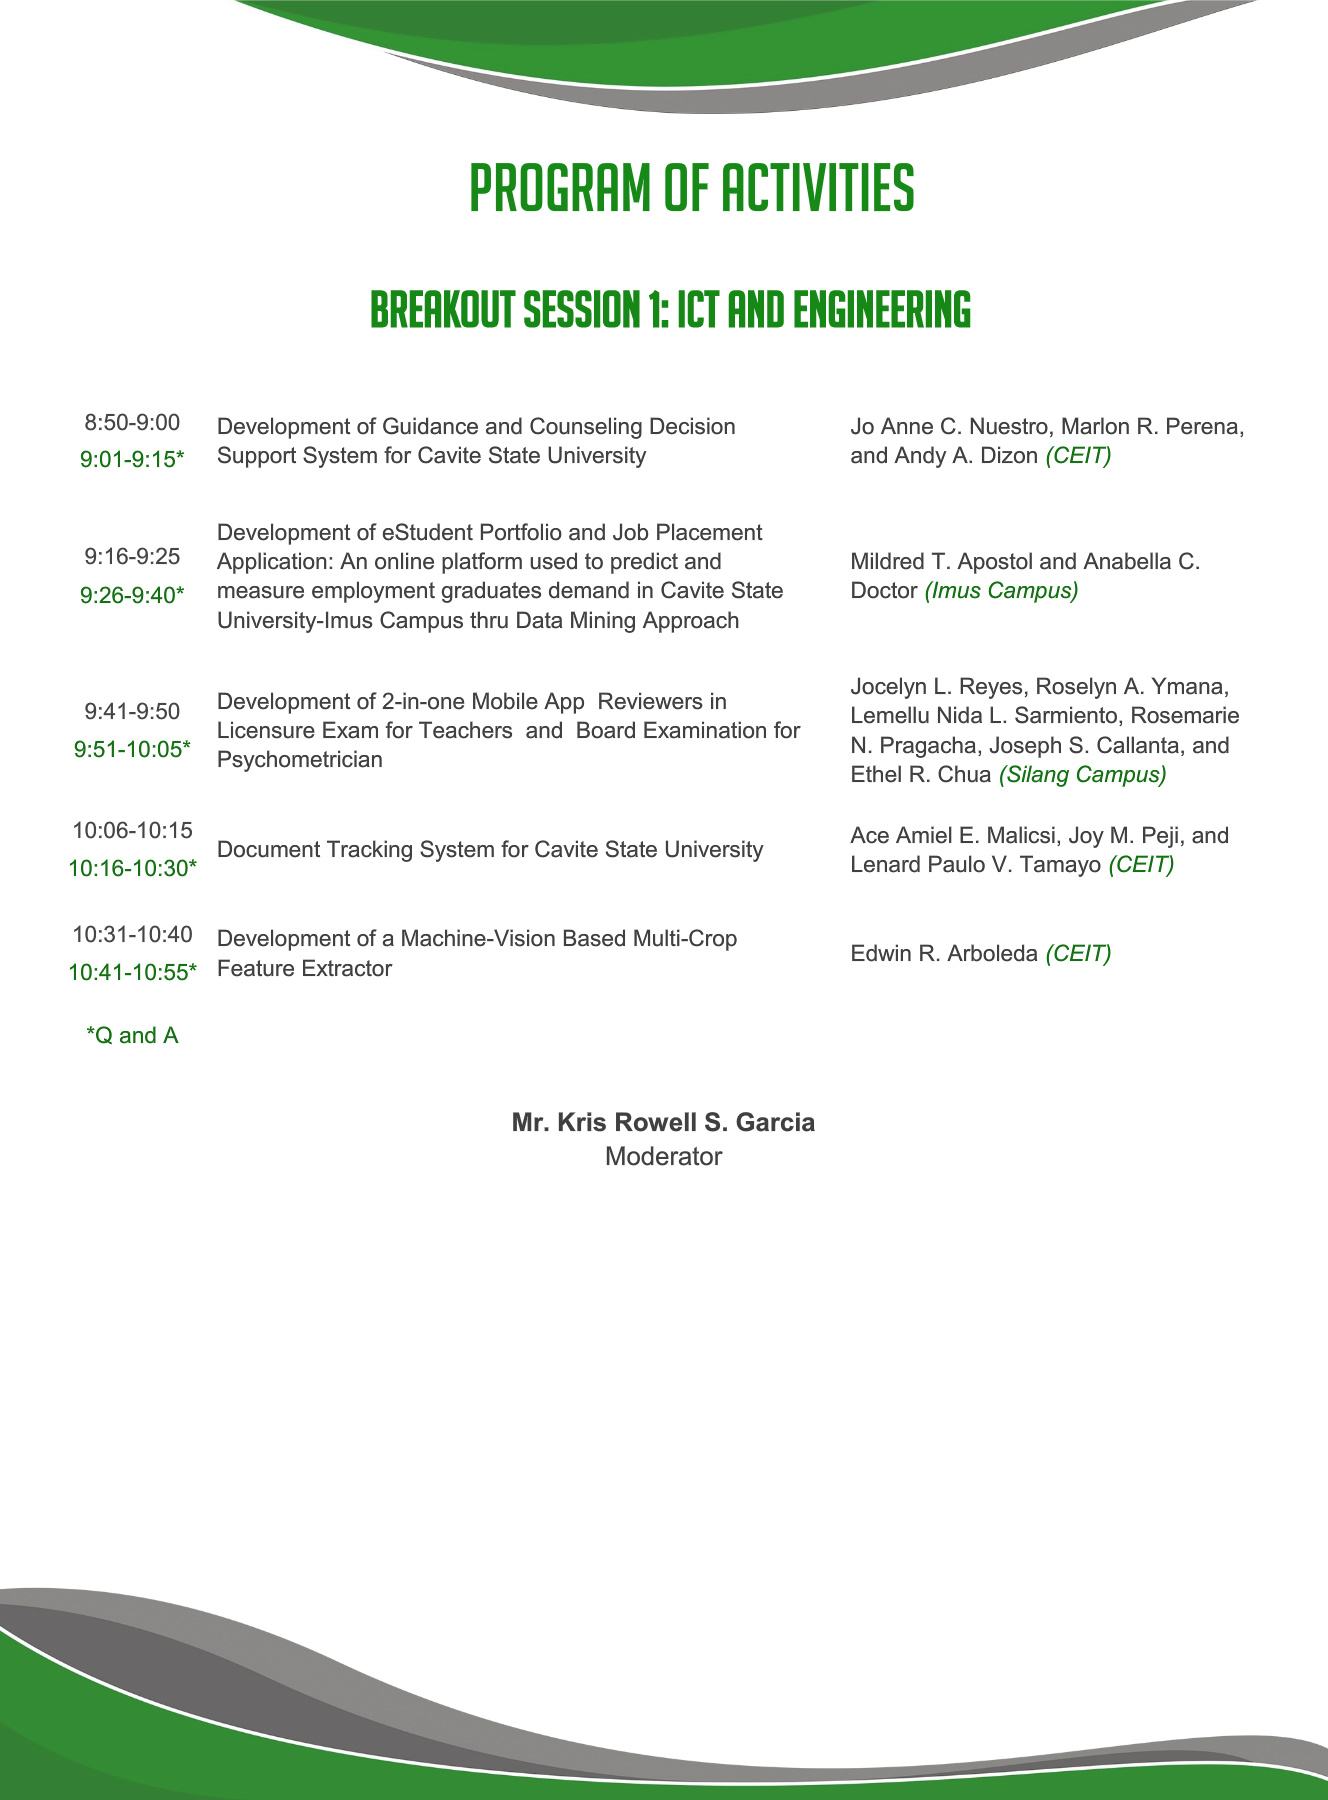 PROGRAM OF ACTIVITIES
BREAKOUT SESSION 1: ICT AND ENGINEERING
8:50-9:00
9:01-9:15*
Development of Guidance and Counseling Decision
Support System for Cavite State University
Jo Anne C. Nuestro, Marlon R. Perena,
and Andy A. Dizon (CEIT)
9:16-9:25
9:26-9:40*
Development of eStudent Portfolio and Job Placement
Application: An online platform used to predict and
measure employment graduates demand in Cavite State
University-Imus Campus thru Data Mining Approach
Mildred T. Apostol and Anabella C.
Doctor (Imus Campus)
9:41-9:50
9:51-10:05*
Development of 2-in-one Mobile App  Reviewers in
Licensure Exam for Teachers  and  Board Examination for
Psychometrician
Jocelyn L. Reyes, Roselyn A. Ymana,
Lemellu Nida L. Sarmiento, Rosemarie
N. Pragacha, Joseph S. Callanta, and
Ethel R. Chua (Silang Campus)
10:06-10:15
10:16-10:30*
Document Tracking System for Cavite State University
Ace Amiel E. Malicsi, Joy M. Peji, and
Lenard Paulo V. Tamayo (CEIT)
10:31-10:40
10:41-10:55*
Development of a Machine-Vision Based Multi-Crop
Feature Extractor
Edwin R. Arboleda (CEIT)
*Q and A
Mr. Kris Rowell S. Garcia
Moderator